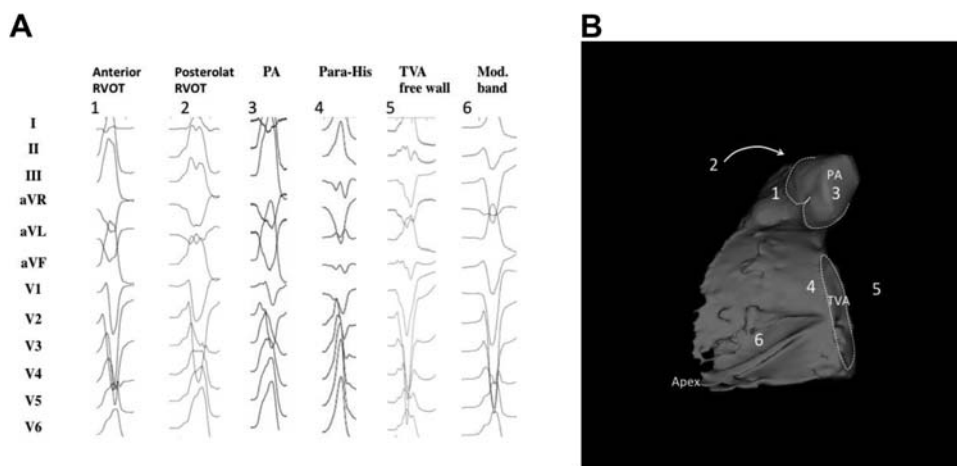 A
Anterior RVOT
1
Posterolat RVOT
2
PA
3
Para-His
4
TVA free wall
5
Mod. band
6
I
II
III
aVR
aVL
aVF
V1
V2
V3
V4
V5
V6
B
2
PA
1
3
4
TVA
5
6
Apex